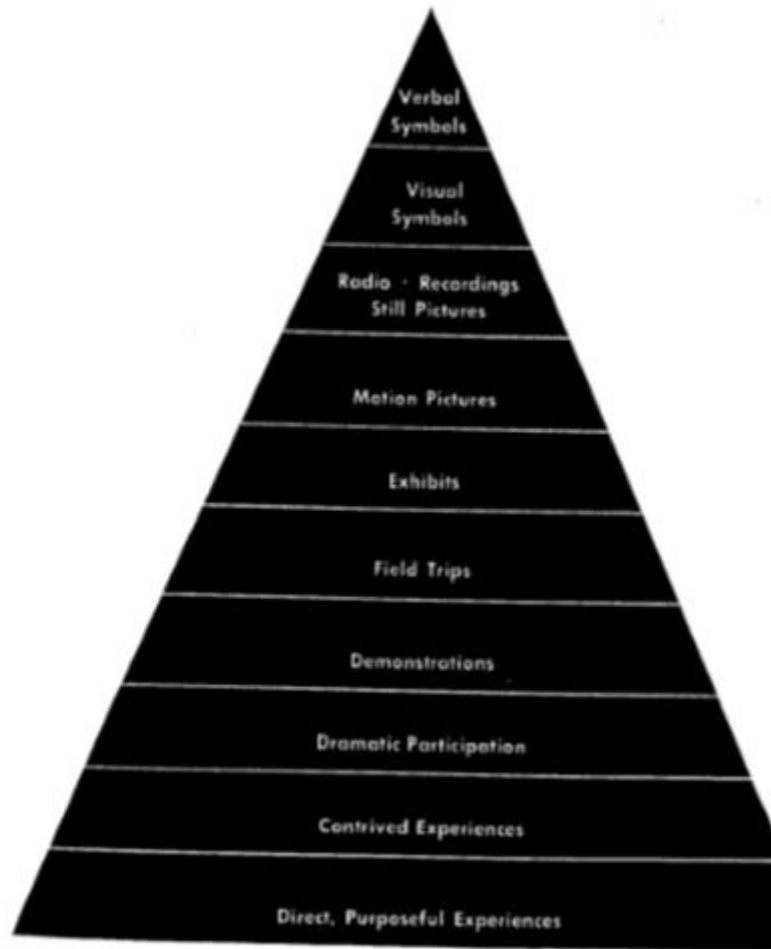 Verbal
Symbols
Visual
Symbols
Radio · Recordings
Still Pictures
Motion Pictures
Exhibits
Field Trips
Demonstrations
Dramatic Participation
Contrived Experiences
Direct, Purposeful Experiences